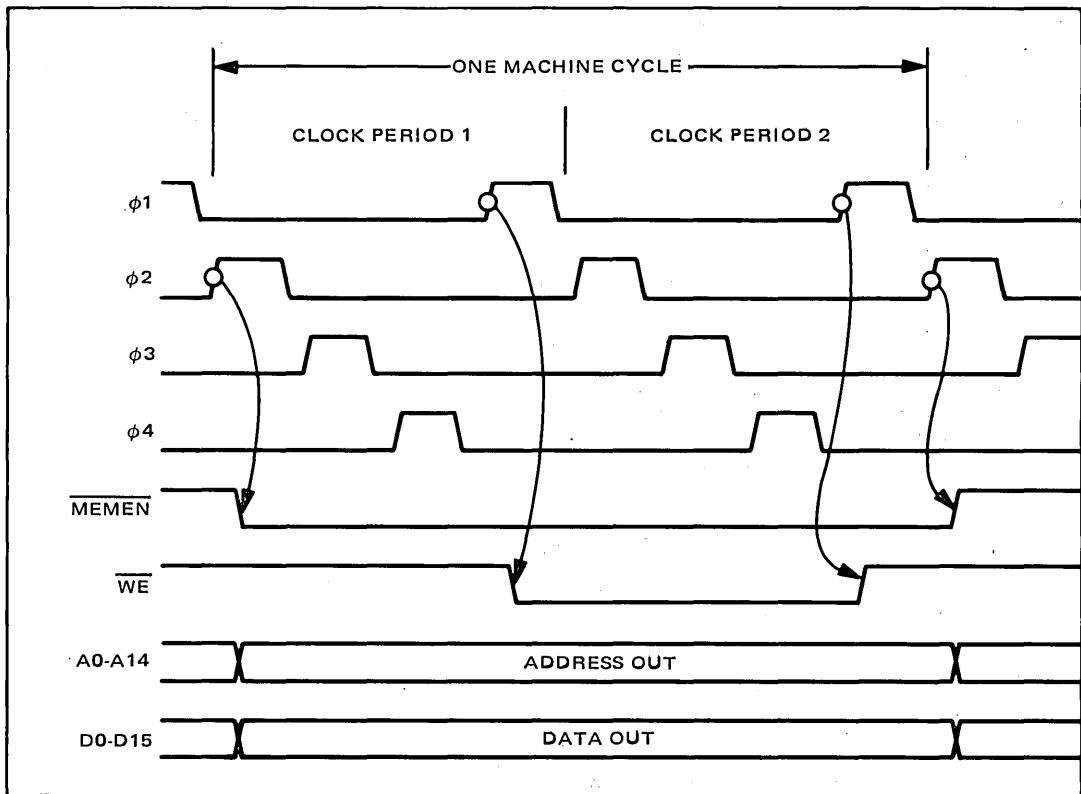 ONE MACHINE CYCLE
CLOCK PERIOD 1 CLOCK PERIOD 2
ϕ1
ϕ2
ϕ3
ϕ4
MEMEN
WE
A0-A14 ADDRESS OUT
D0-D15 DATA OUT